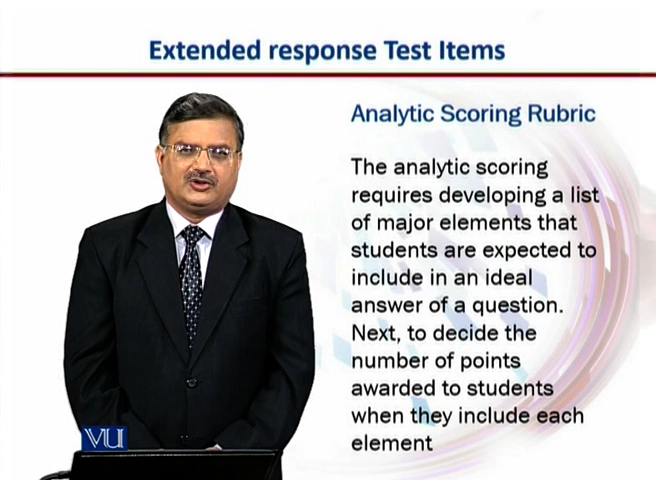 Extended response Test Items
Analytic Scoring Rubric
The analytic scoring
requires developing a list
of major elements that
students are expected to
include in an ideal
answer of a question.
Next, to decide the
number of points
awarded to students
when they include each
element
VU